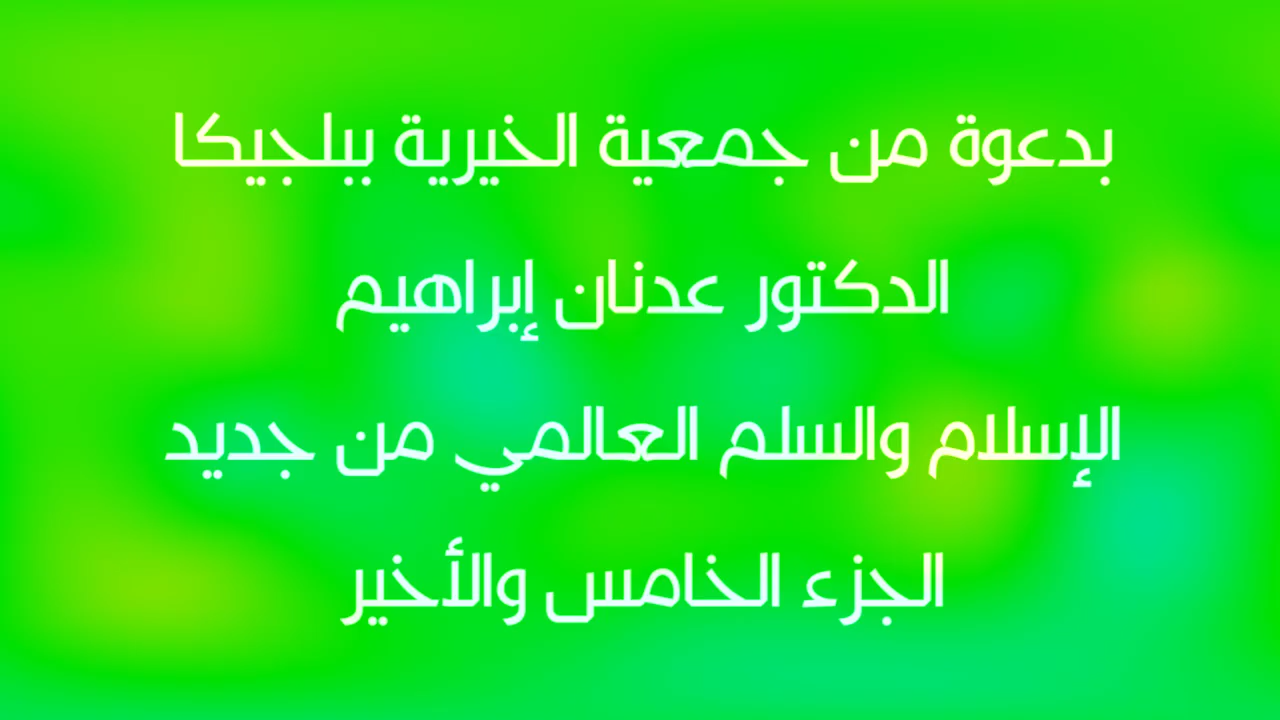 بدعوة من جمعية الخيرية ببلجيكا
الدكتور عدنان إبراهيم
الإسلام والسلم العالمي من جديد
الجزء الخامس والأخير